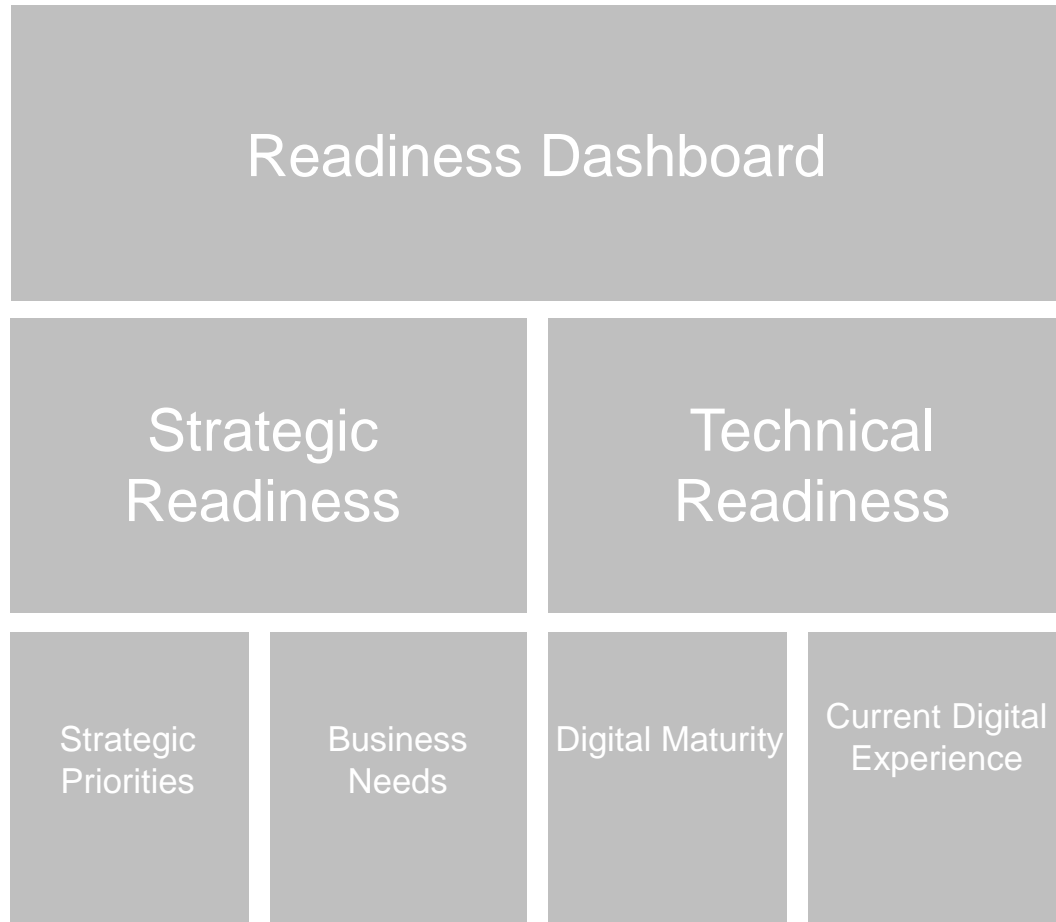 Readiness Dashboard
Strategic
Readiness
Technical
Readiness
Strategic
Priorities
Business
Needs
Digital Maturity
Current Digital
Experience